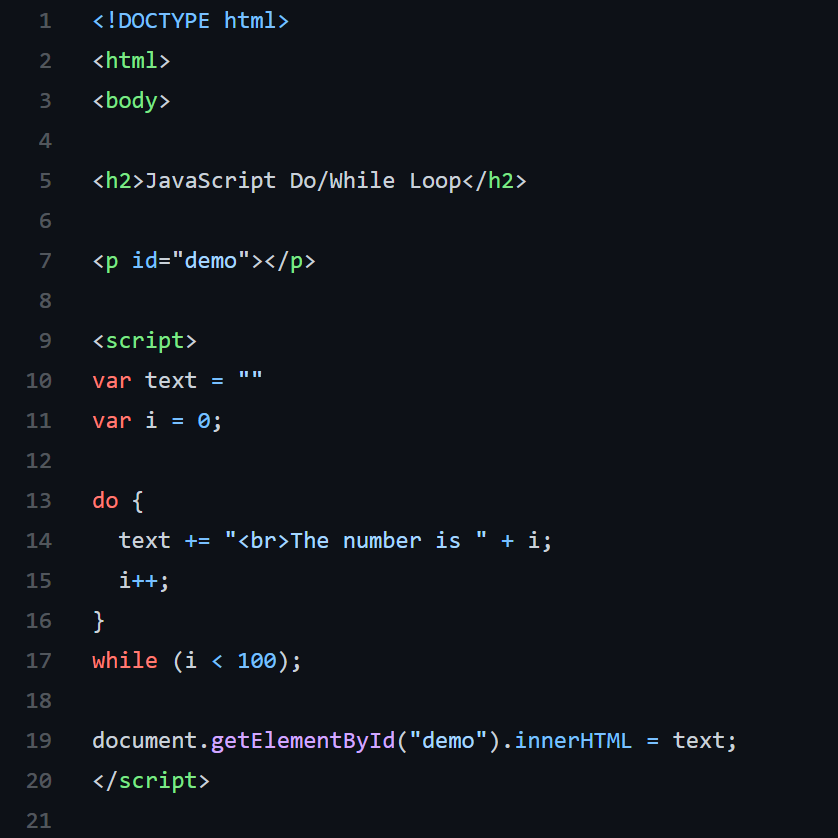 1 <!DOCTYPE html>
2 <html>
3 <body>
4
5 <h2>JavaScript Do/While Loop</h2>
6
7 <p id="demo"></p>
8
9 <script>
10 var text = ""
11 var i = 0;
12
13 do {
14   text += "<br>The number is " + i;
15   i++;
16 }
17 while (i < 100);
18
19 document.getElementById("demo").innerHTML = text;
20 </script>
21